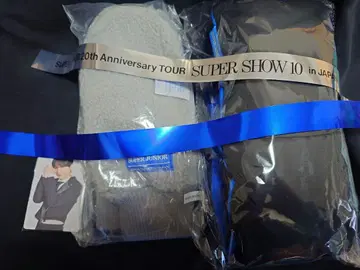 20th Anniversary TOUR SUPER SHOW 10 in JAPAN
SUPER JUNIOR